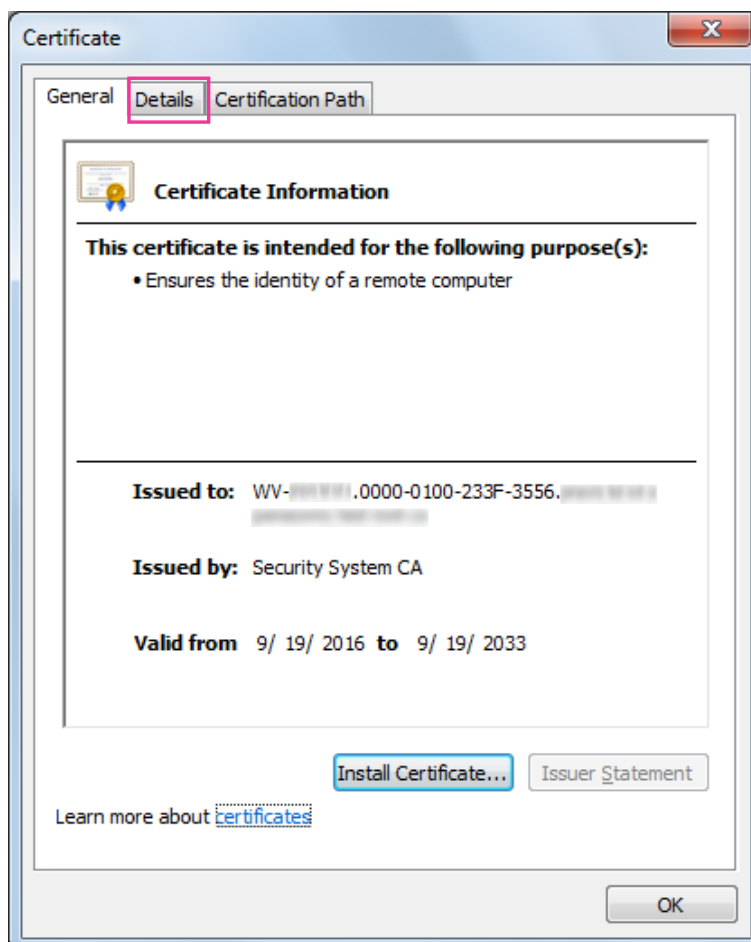 Certificate
General Details Certification Path
Certificate Information
This certificate is intended for the following purpose(s):
• Ensures the identity of a remote computer
Issued to: WV- .0000-0100-233F-3556.
Issued by: Security System CA
Valid from 9/ 19/ 2016 to 9/ 19/ 2033
Install Certificate... Issuer Statement
Learn more about certificates
OK